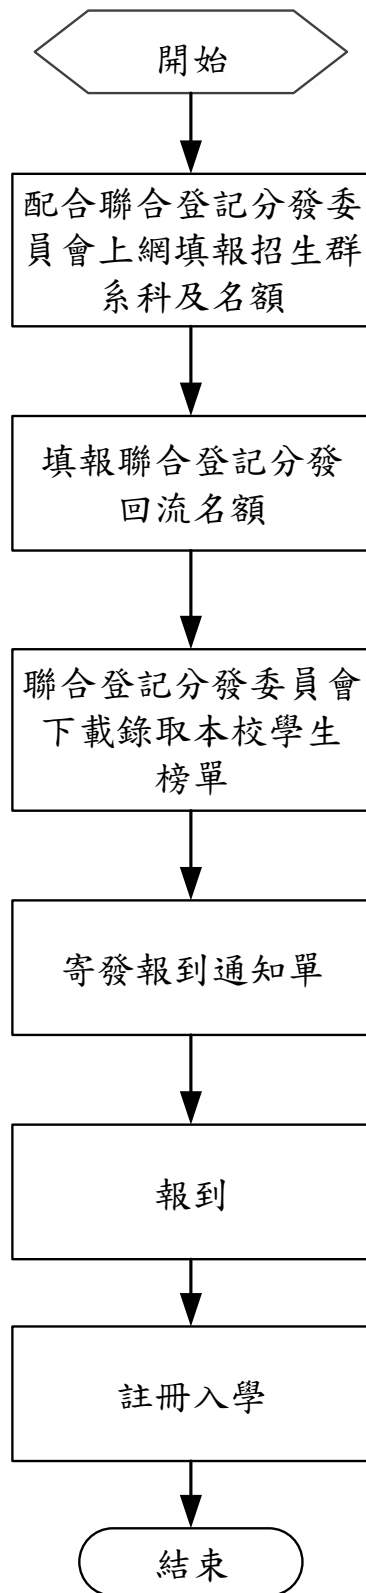 開始
配合聯合登記分發委
員會上網填報招生群
系科及名額
填報聯合登記分發
回流名額
聯合登記分發委員會
下載錄取本校學生
榜單
寄發報到通知單
報到
註冊入學
結束